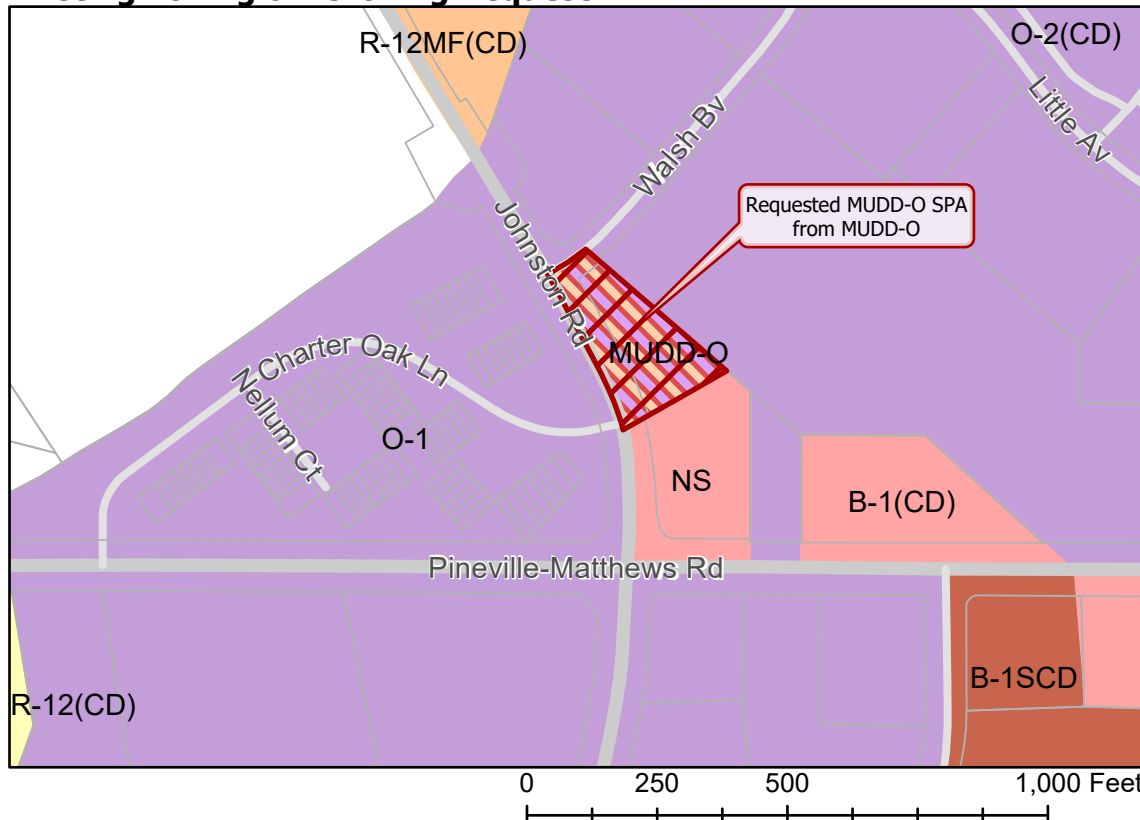 R-12MF(CD)
O-2(CD)
Little Av
Walsh Bv
Requested MUDD-O SPA
from MUDD-O
Johnston Rd
MUDD-O
N Charter Oak Ln
Nellum Ct
O-1
NS
B-1(CD)
Pineville-Matthews Rd
R-12(CD)
B-1SCD
0 250 500 1,000 Feet